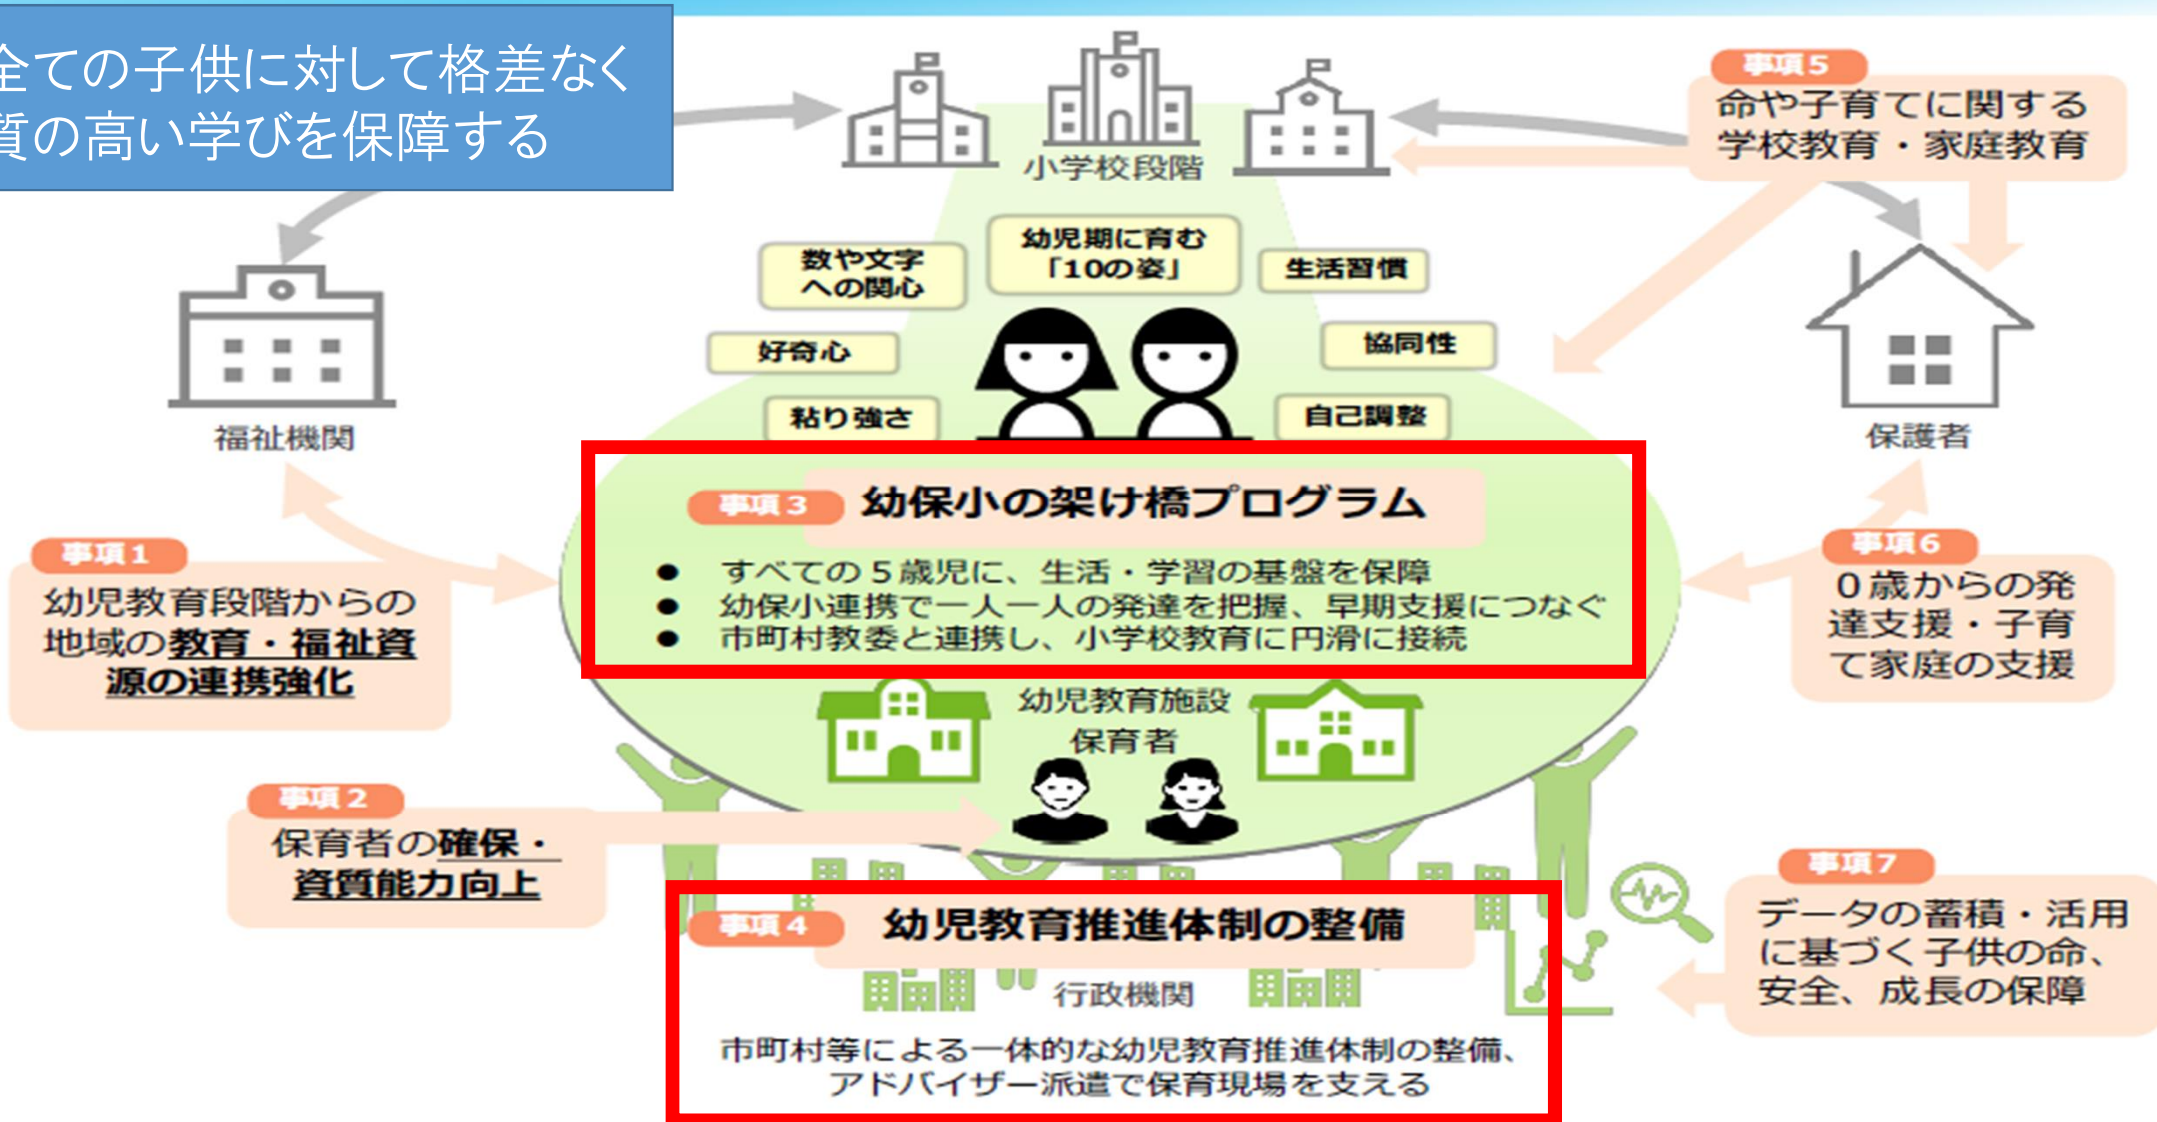 全ての子供に対して格差なく
質の高い学びを保障する
小学校段階
事項5
命や子育てに関する
学校教育・家庭教育
幼児期に育む
「10の姿」
数や文字
への関心
生活習慣
好奇心
協同性
粘り強さ
自己調整
福祉機関
保護者
事項3
幼保小の架け橋プログラム
● すべての5歳児に、生活・学習の基盤を保障
● 幼保小連携で一人一人の発達を把握、早期支援につなぐ
● 市町村教委と連携し、小学校教育に円滑に接続
事項1
幼児教育段階からの
地域の教育・福祉資
源の連携強化
事項6
0歳からの発
達支援・子育
て家庭の支援
幼児教育施設
保育者
事項2
保育者の確保・
資質能力向上
事項4
幼児教育推進体制の整備
行政機関
市町村等による一体的な幼児教育推進体制の整備、
アドバイザー派遣で保育現場を支える
事項7
データの蓄積・活用
に基づく子供の命、
安全、成長の保障